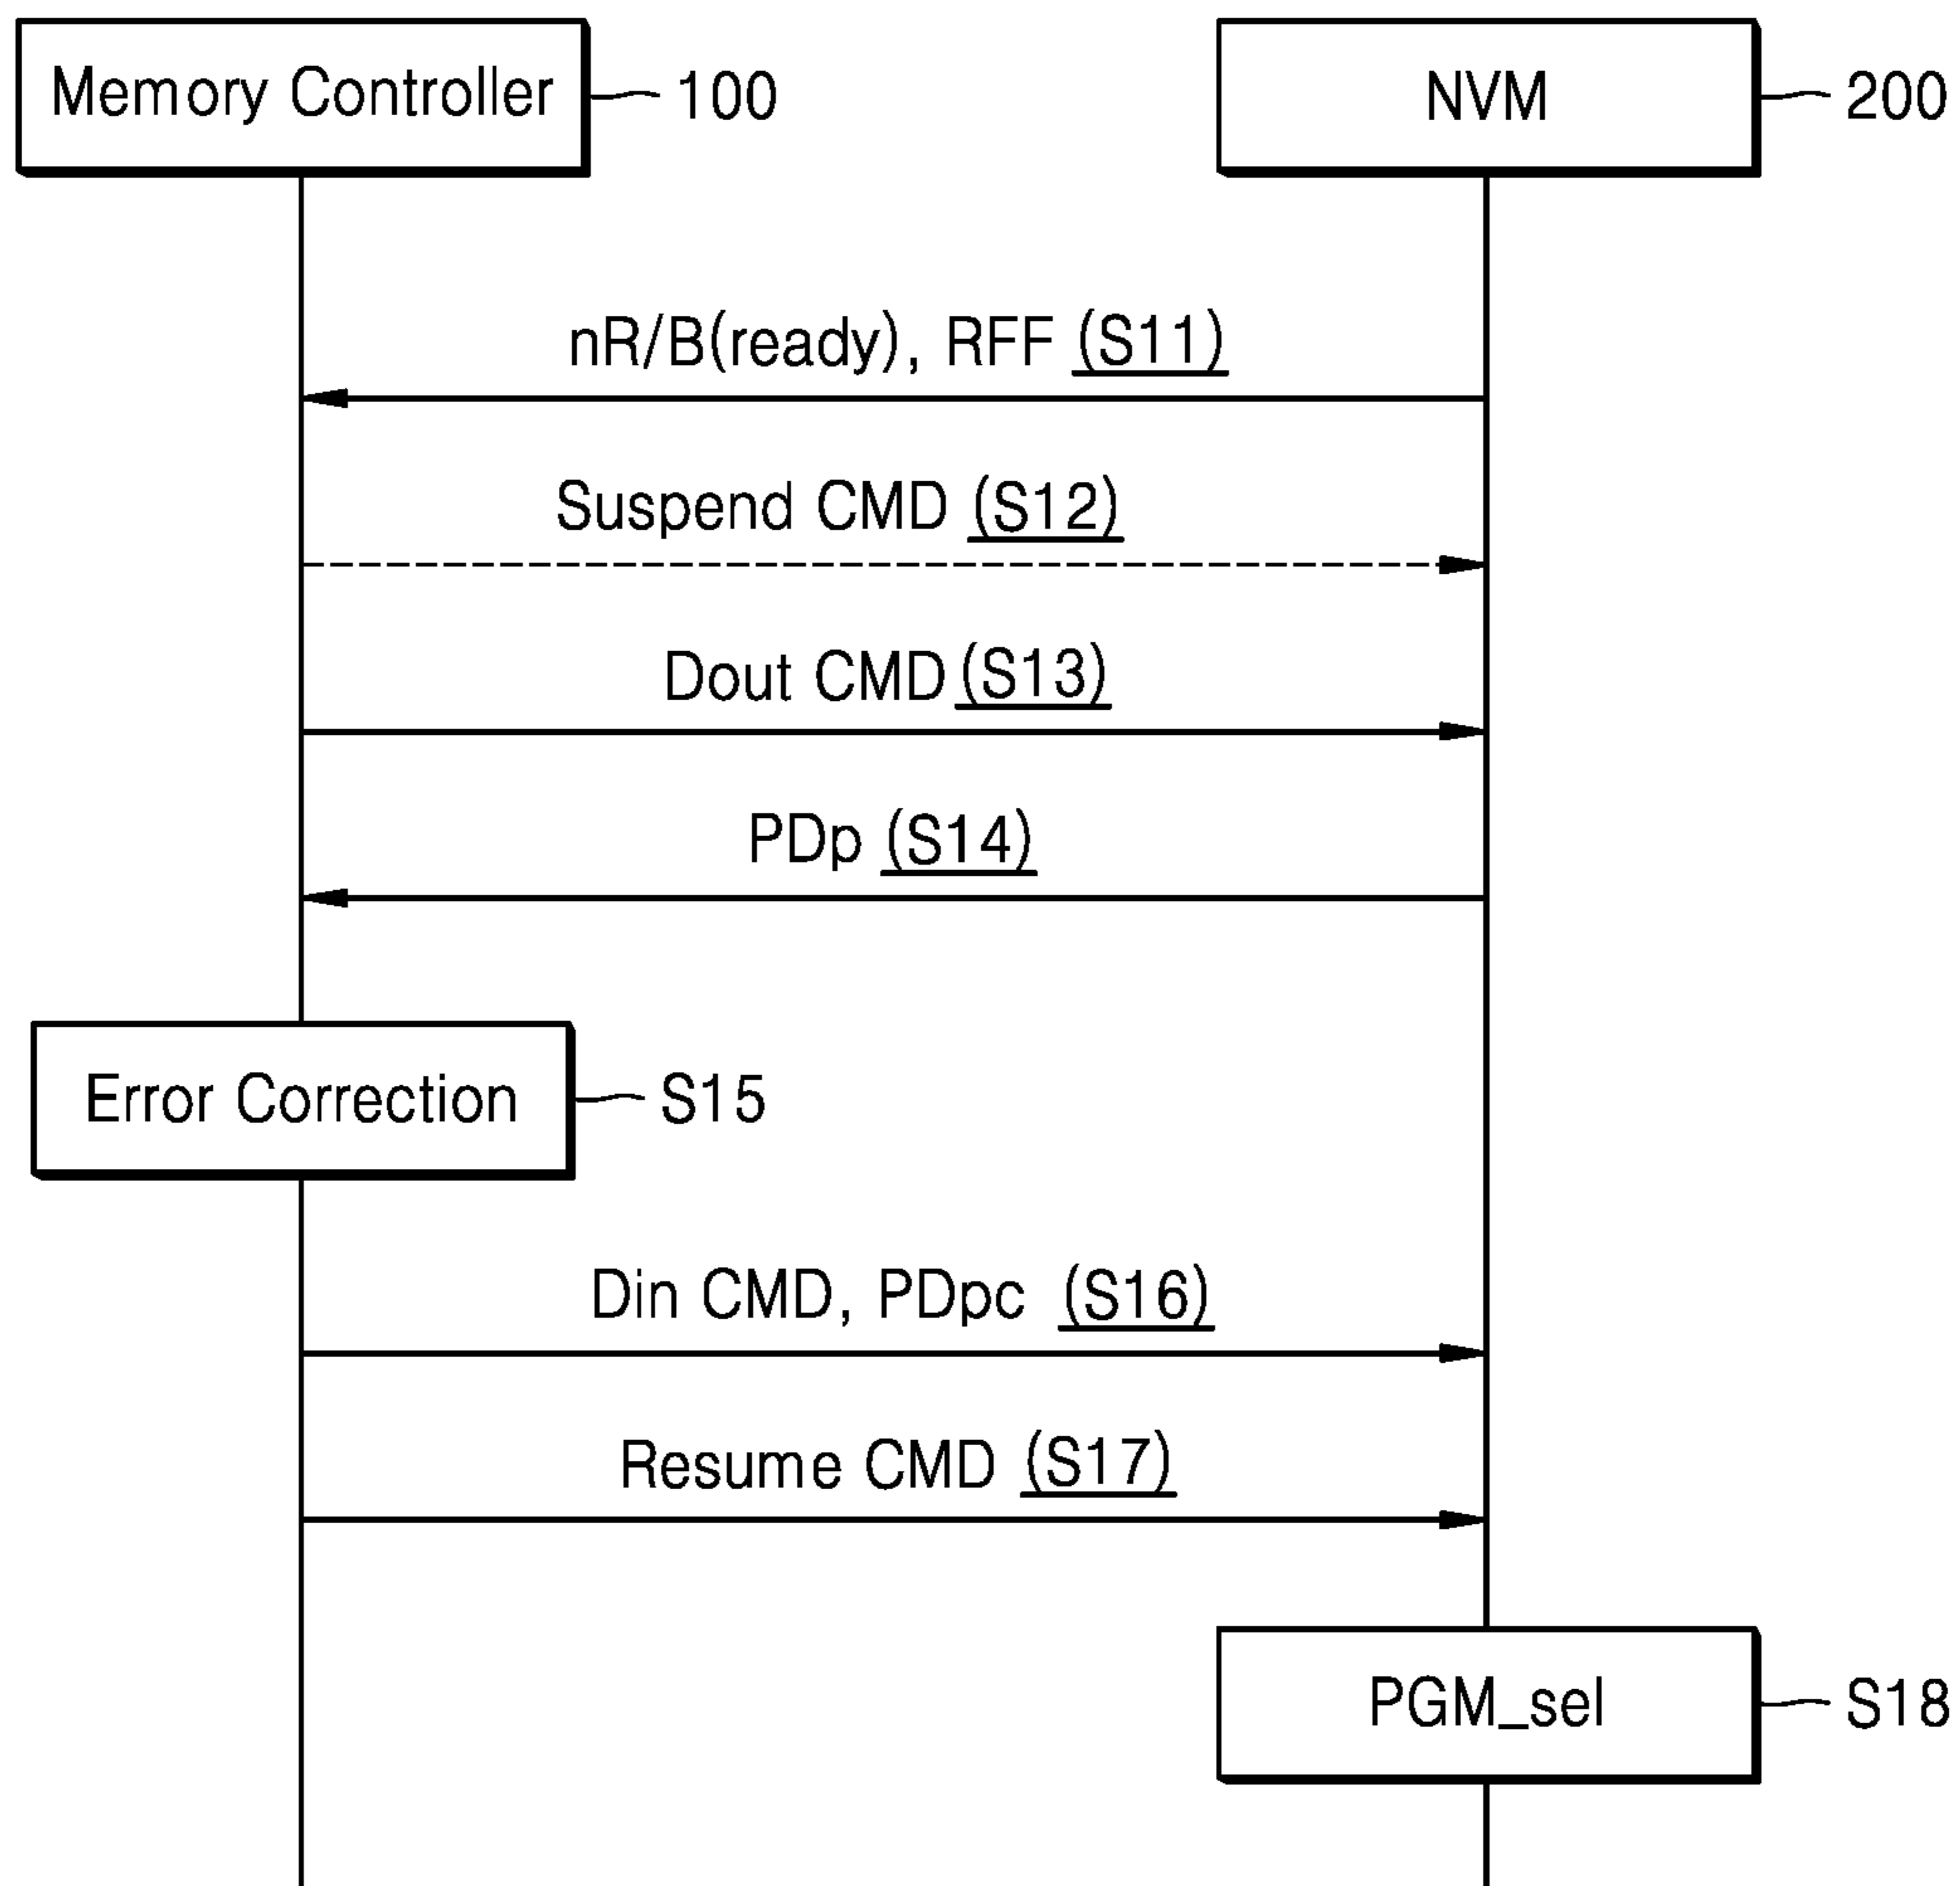 Memory Controller 100
NVM 200
nR/B(ready), RFF (S11)
Suspend CMD (S12)
Dout CMD (S13)
PDp (S14)
Error Correction S15
Din CMD, PDpc (S16)
Resume CMD (S17)
PGM_sel S18